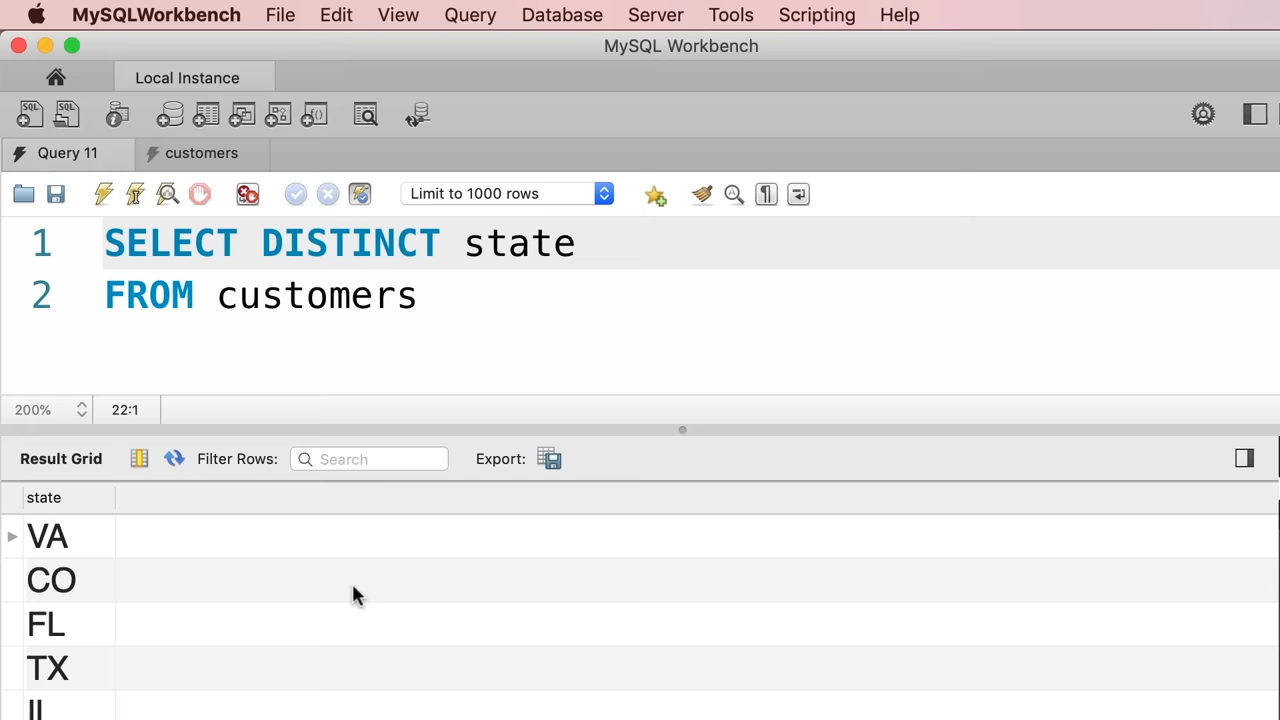 MySQLWorkbench File Edit View Query Database Server Tools Scripting Help
MySQL Workbench
Local Instance
SQL SQL
Query 11 customers
Limit to 1000 rows
1 SELECT DISTINCT state
2 FROM customers
200% 22:1
Result Grid Filter Rows: Search Export:
state
VA
CO
FL
TX